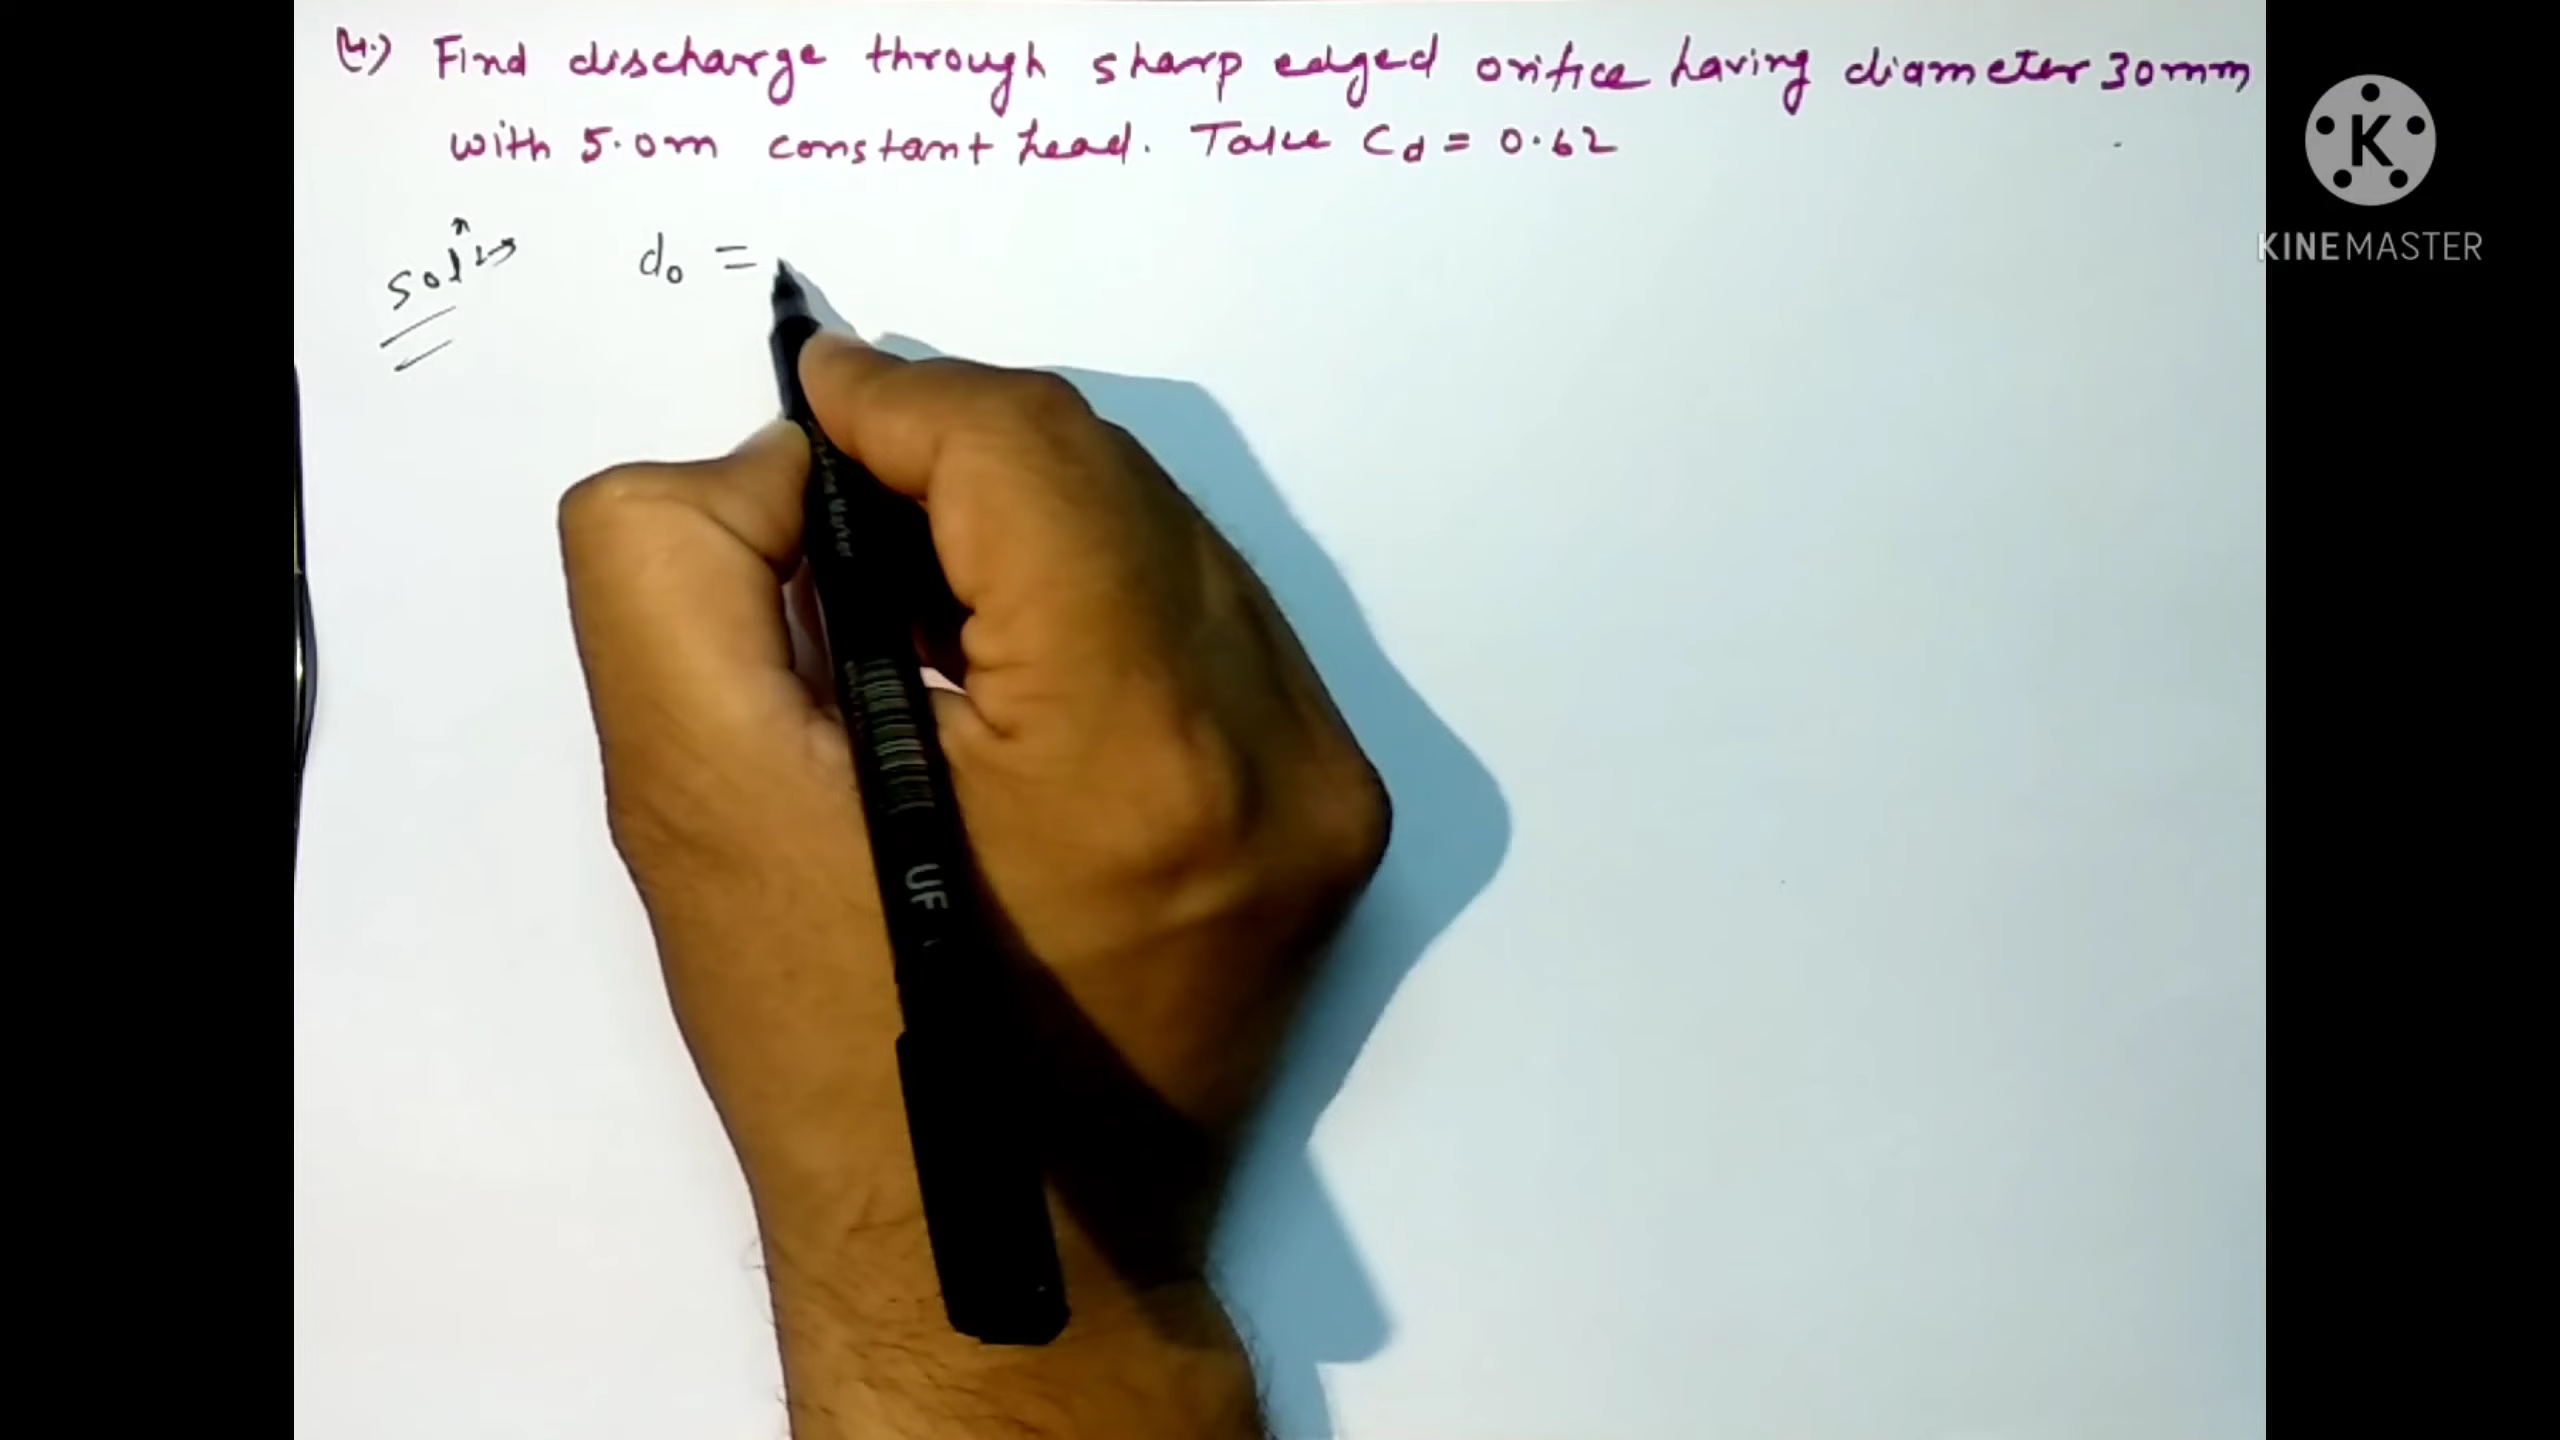 (4.) Find discharge through sharp edged orifice having diameter 30mm,
with 5.0m constant head. Take Cd = 0.62
Solⁿ
d₀ =
K
KINEMASTER
UF